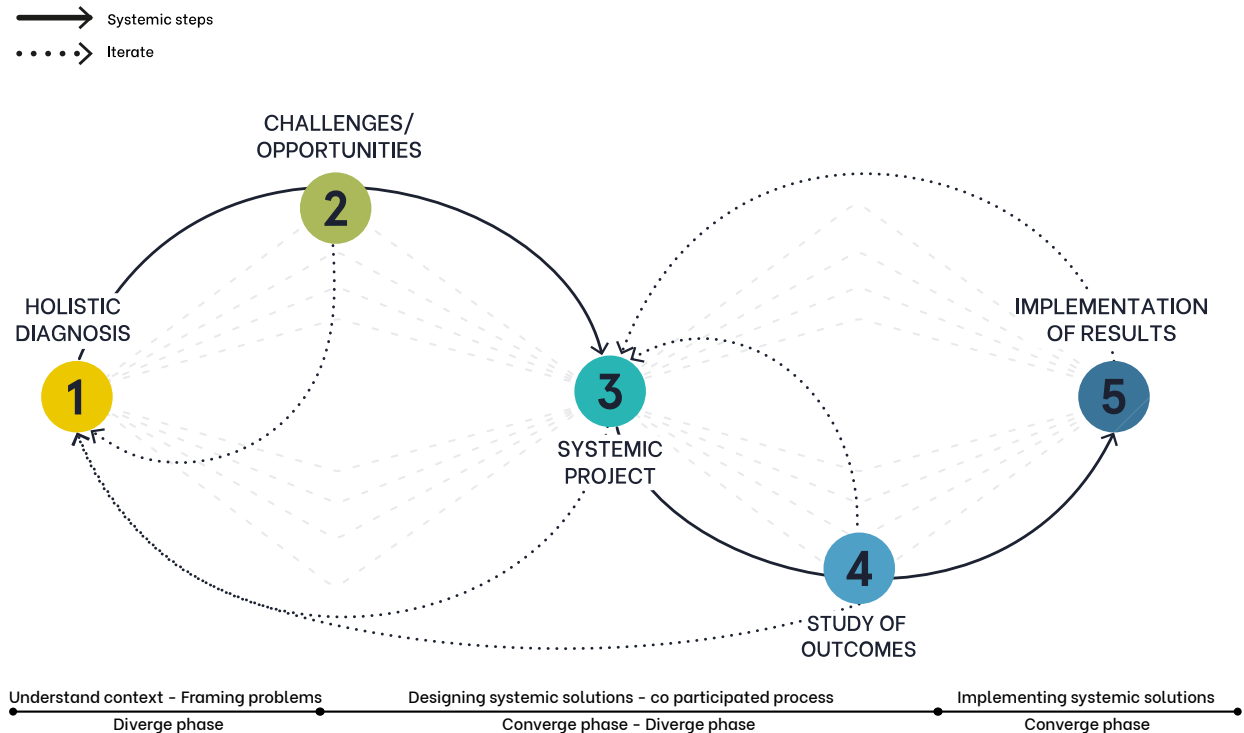 Systemic steps
Iterate
CHALLENGES/
OPPORTUNITIES
2
HOLISTIC
DIAGNOSIS
1
3
SYSTEMIC
PROJECT
IMPLEMENTATION
OF RESULTS
5
4
STUDY OF
OUTCOMES
Understand context - Framing problems
Diverge phase
Designing systemic solutions - co participated process
Converge phase - Diverge phase
Implementing systemic solutions
Converge phase